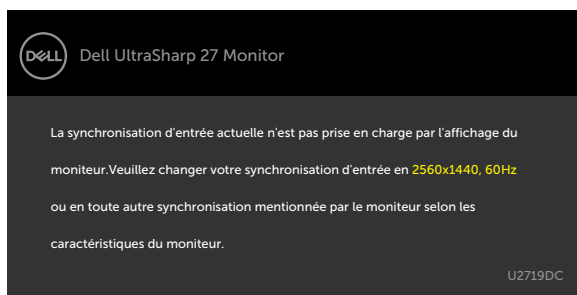 DELL
Dell UltraSharp 27 Monitor
La synchronisation d'entrée actuelle n'est pas prise en charge par l'affichage du
moniteur.Veuillez changer votre synchronisation d'entrée en 2560x1440, 60Hz
ou en toute autre synchronisation mentionnée par le moniteur selon les
caractéristiques du moniteur.
U2719DC